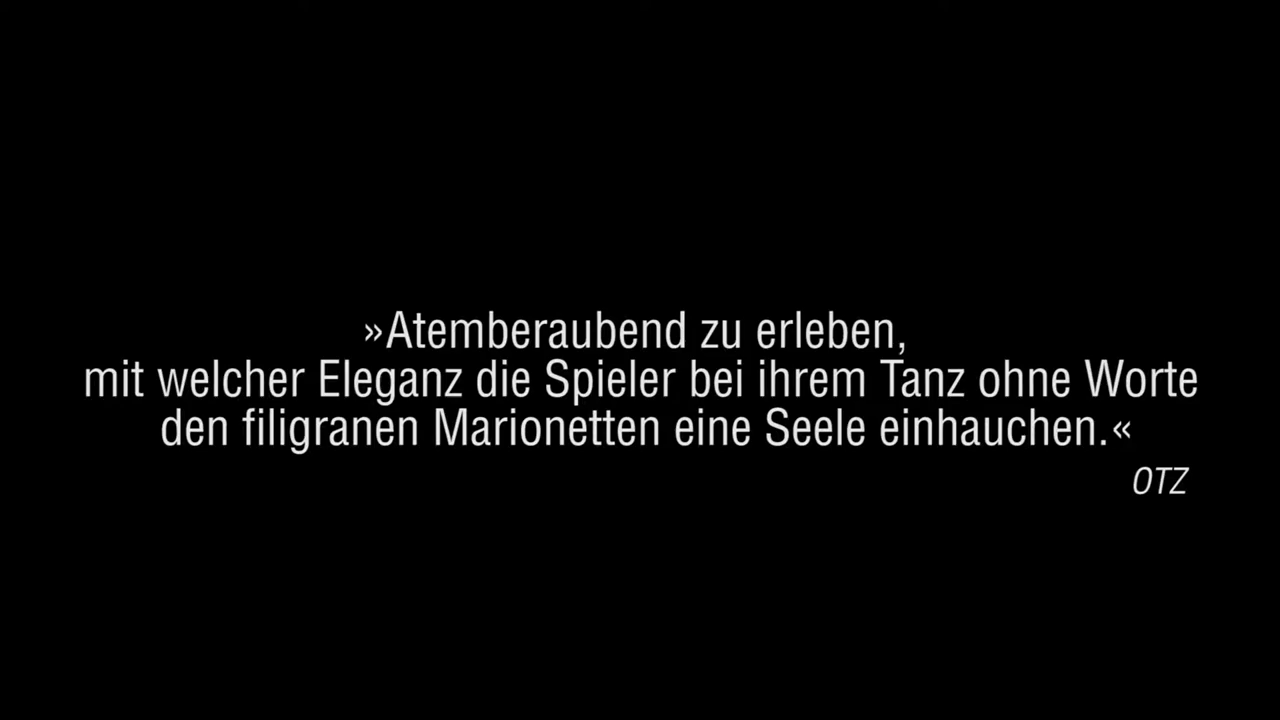 »Atemberaubend zu erleben,
mit welcher Eleganz die Spieler bei ihrem Tanz ohne Worte
den filigranen Marionetten eine Seele einhauchen.«
OTZ